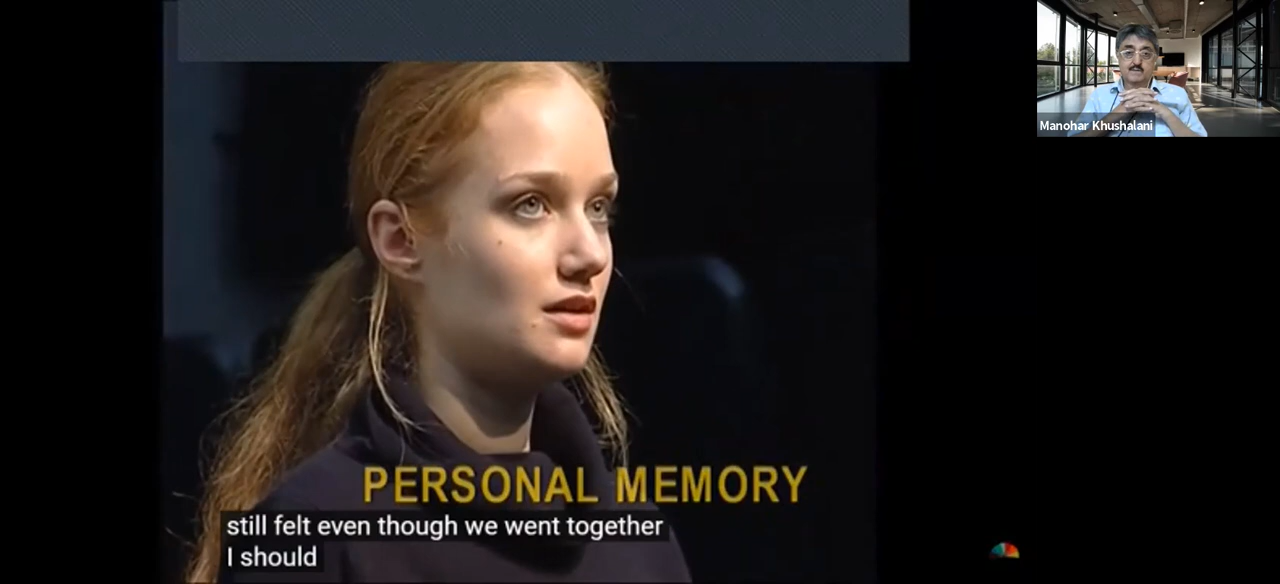 Manohar Khushalani
PERSONAL MEMORY
still felt even though we went together
I should